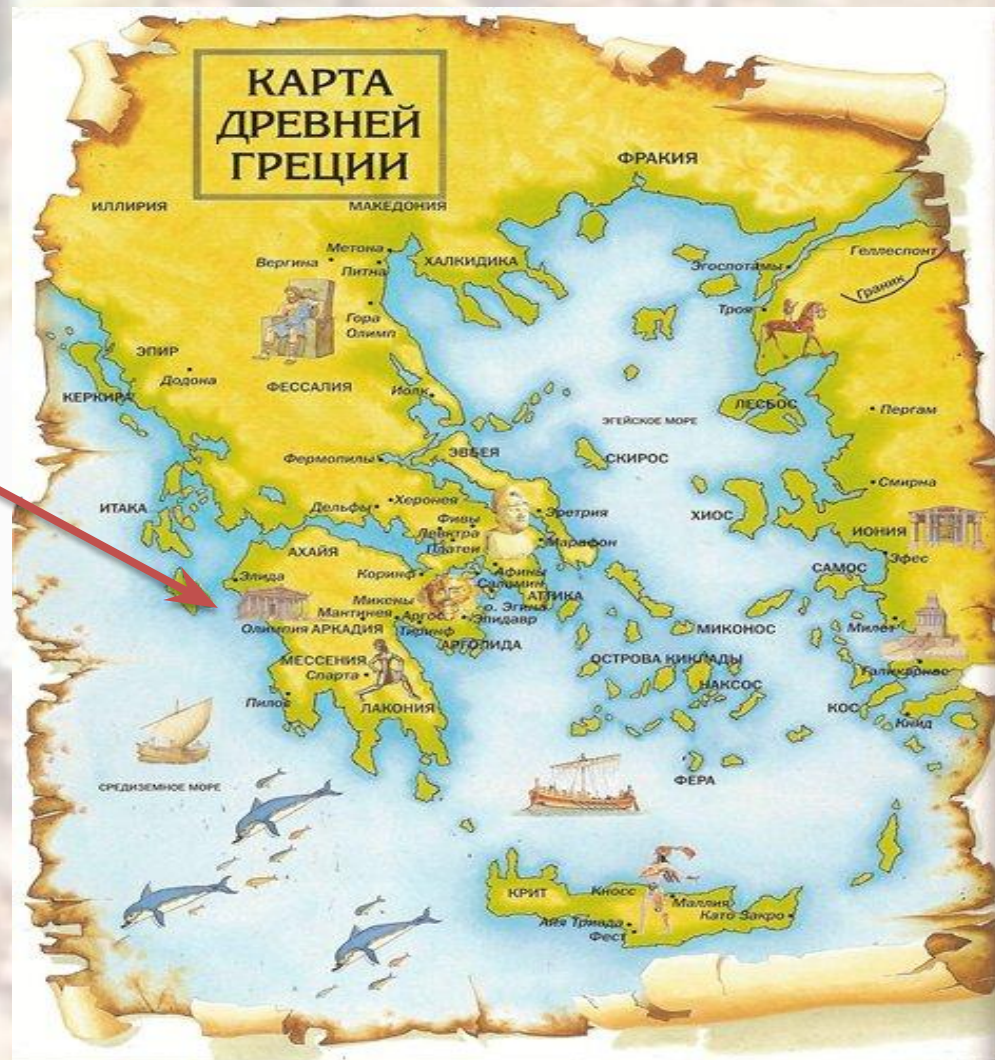 КАРТА
ДРЕВНЕЙ
ГРЕЦИИ
ФРАКИЯ
ИЛЛИРИЯ
МАКЕДОНИЯ
Метона
Вергина
Питна
ХАЛКИДИКА
Эгоспотамы
Геллеспонт
Граник
Троя
Гора
Олимп
ЭПИР
Додона
КЕРКИРА
ФЕССАЛИЯ
Иолк
ЛЕСБОС
Пергам
ЭГЕЙСКОЕ МОРЕ
ЭВБЕЯ
СКИРОС
Фермопилы
Смирна
ИТАКА
Херонея
Дельфы
Фивы
Левктра
Платеи
Эретрия
Марафон
ХИОС
ИОНИЯ
Эфес
АХАЙЯ
Элида
Коринф
Афины
Саламин
АТТИКА
САМОС
Микены
о. Эгина
Мантинея
Аргос
Эпидавр
Олимпия
АРКАДИЯ
Тиринф
АРГОЛИДА
МИКОНОС
Милет
МЕССЕНИЯ
Спарта
ОСТРОВА КИКЛАДЫ
НАКСОС
Галикарнас
Пилос
ЛАКОНИЯ
КОС
Книд
СРЕДИЗЕМНОЕ МОРЕ
ФЕРА
КРИТ
Кносс
Маллия
Като Закро
Айя Триада
Фест